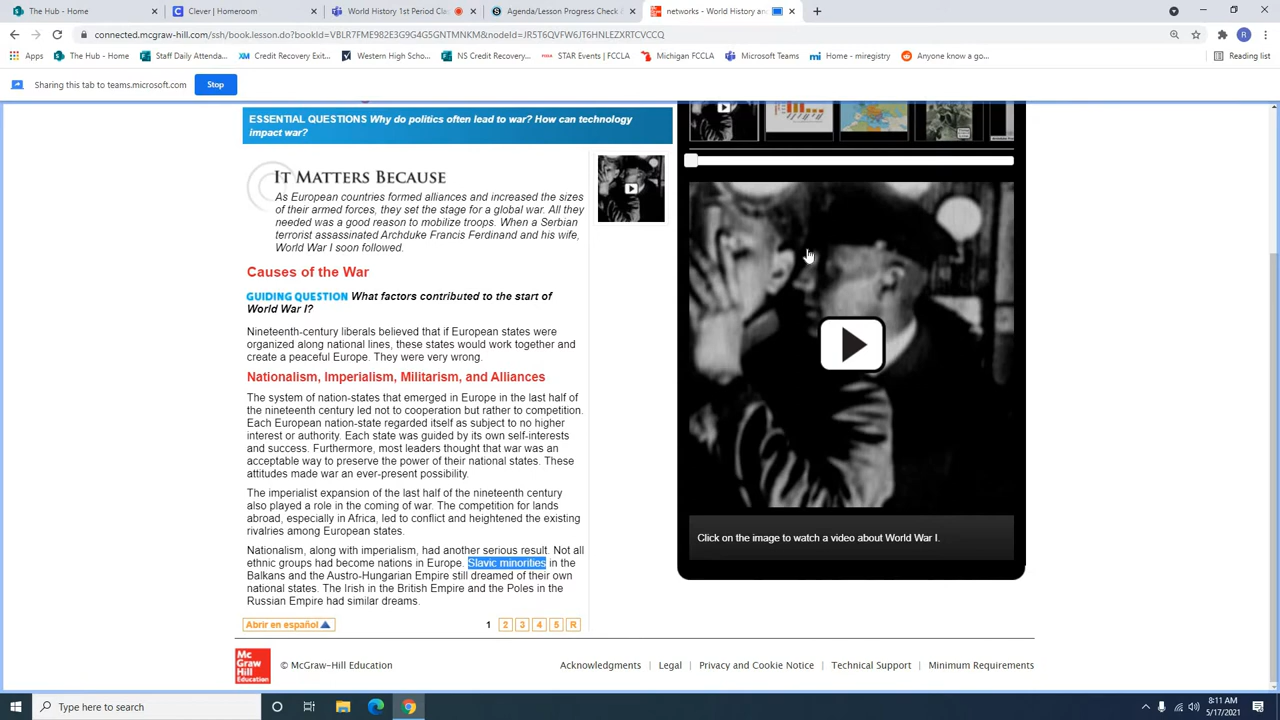 The Hub - Home
Clever | Homeroom
World History 1st Period Clas
Agenda/Lesson Progress Check &
networks - World History and
connected.mcgraw-hill.com/ssh/book.lesson.do?bookId=VBLR7FME982E3G9G4G5GNTMNKM&nodeId=JR5T6QVFW6JT6HNLEZXRTCVCCQ
Apps
The Hub - Home
Staff Daily Attenda...
Credit Recovery Exit...
Western High Scho...
NS Credit Recovery...
STAR Events | FCCLA
Michigan FCCLA
Microsoft Teams
Home - miregistry
Anyone know a go...
Reading list
Sharing this tab to teams.microsoft.com
Stop
ESSENTIAL QUESTIONS Why do politics often lead to war? How can technology
impact war?
IT MATTERS BECAUSE
As European countries formed alliances and increased the sizes
of their armed forces, they set the stage for a global war. All they
needed was a good reason to mobilize troops. When a Serbian
terrorist assassinated Archduke Francis Ferdinand and his wife,
World War I soon followed.
Causes of the War
GUIDING QUESTION What factors contributed to the start of
World War I?
Nineteenth-century liberals believed that if European states were
organized along national lines, these states would work together and
create a peaceful Europe. They were very wrong.
Nationalism, Imperialism, Militarism, and Alliances
The system of nation-states that emerged in Europe in the last half of
the nineteenth century led not to cooperation but rather to competition.
Each European nation-state regarded itself as subject to no higher
interest or authority. Each state was guided by its own self-interests
and success. Furthermore, most leaders thought that war was an
acceptable way to preserve the power of their national states. These
attitudes made war an ever-present possibility.
The imperialist expansion of the last half of the nineteenth century
also played a role in the coming of war. The competition for lands
abroad, especially in Africa, led to conflict and heightened the existing
rivalries among European states.
Nationalism, along with imperialism, had another serious result. Not all
ethnic groups had become nations in Europe. Slavic minorities in the
Balkans and the Austro-Hungarian Empire still dreamed of their own
national states. The Irish in the British Empire and the Poles in the
Russian Empire had similar dreams.
Abrir en español
1 2 3 4 5 R
Click on the image to watch a video about World War I.
Mc
Graw
Hill
Education
© McGraw-Hill Education
Acknowledgments | Legal | Privacy and Cookie Notice | Technical Support | Minimum Requirements
Type here to search
8:11 AM
5/17/2021